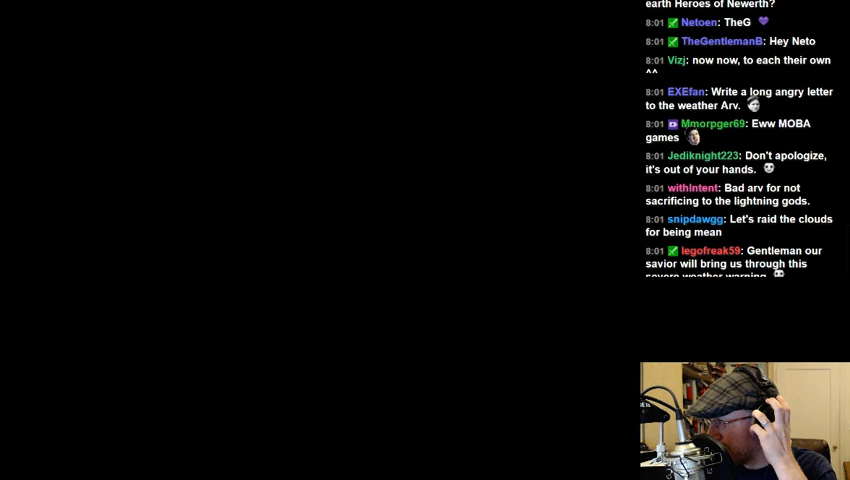 earth Heroes of Newerth?
8:01 Netoen: TheG
8:01 TheGentlemanB: Hey Neto
8:01 Vizj: now now, to each their own
^^
8:01 EXEfan: Write a long angry letter
to the weather Arv.
8:01 Mmorpger69: Eww MOBA
games
8:01 Jediknight223: Don't apologize,
it's out of your hands.
8:01 withIntent: Bad arv for not
sacrificing to the lightning gods.
8:01 snipdawgg: Let's raid the clouds
for being mean
8:01 legofreak59: Gentleman our
savior will bring us through this
severe weather warning